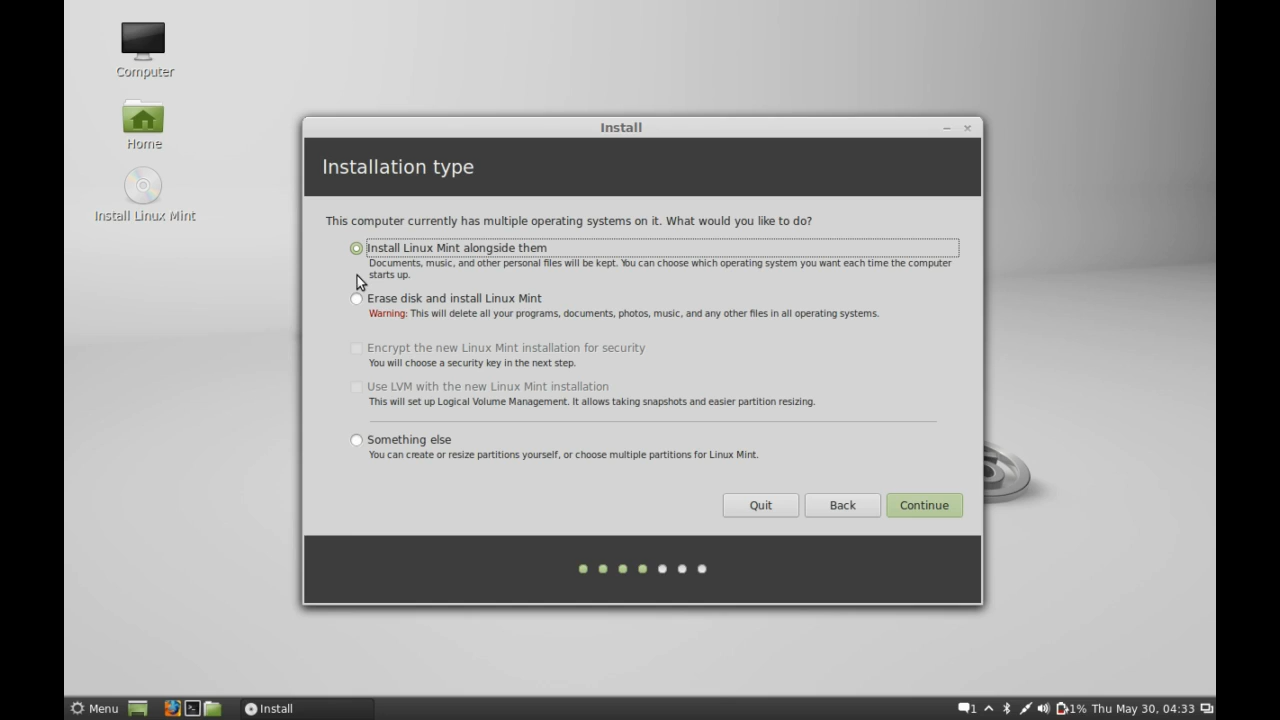 Computer
Home
Install Linux Mint
Install
Installation type
This computer currently has multiple operating systems on it. What would you like to do?
Install Linux Mint alongside them
Documents, music, and other personal files will be kept. You can choose which operating system you want each time the computer
starts up.
Erase disk and install Linux Mint
Warning: This will delete all your programs, documents, photos, music, and any other files in all operating systems.
Encrypt the new Linux Mint installation for security
You will choose a security key in the next step.
Use LVM with the new Linux Mint installation
This will set up Logical Volume Management. It allows taking snapshots and easier partition resizing.
Something else
You can create or resize partitions yourself, or choose multiple partitions for Linux Mint.
Quit Back Continue
Menu Install 1 1% Thu May 30, 04:33